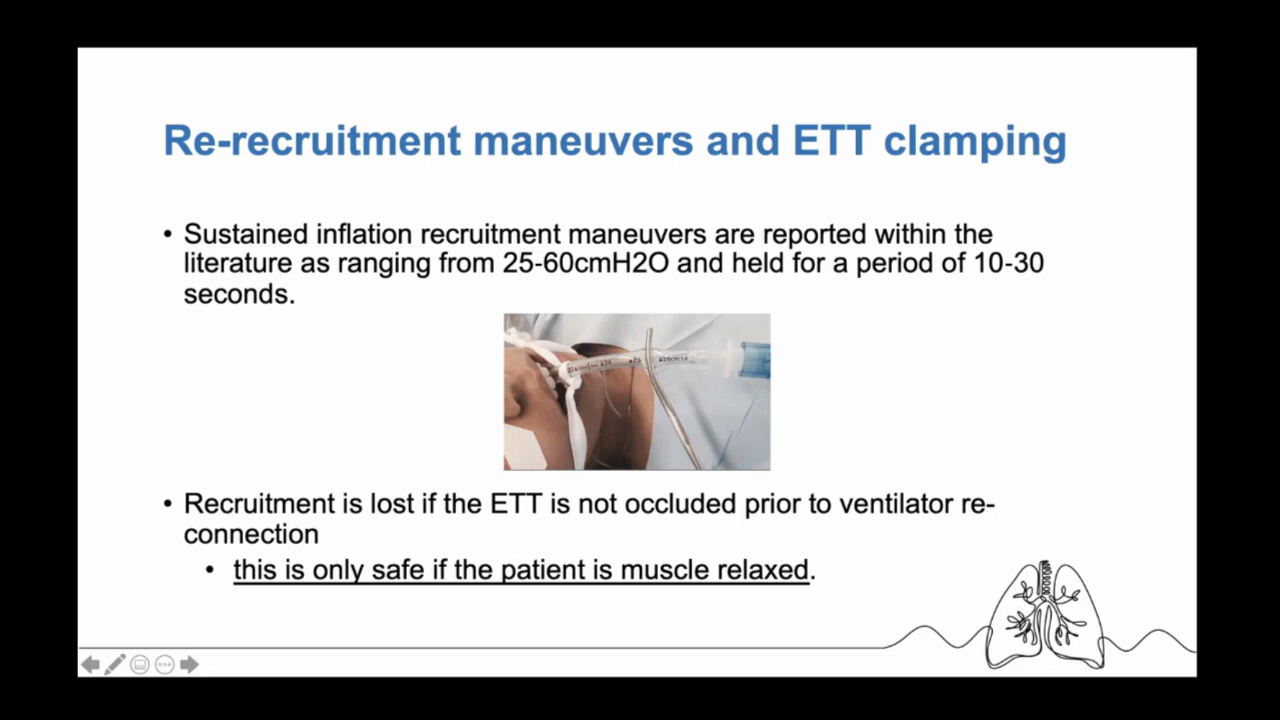 Re-recruitment maneuvers and ETT clamping
• Sustained inflation recruitment maneuvers are reported within the
literature as ranging from 25-60cmH2O and held for a period of 10-30
seconds.
• Recruitment is lost if the ETT is not occluded prior to ventilator re-
connection
• this is only safe if the patient is muscle relaxed.